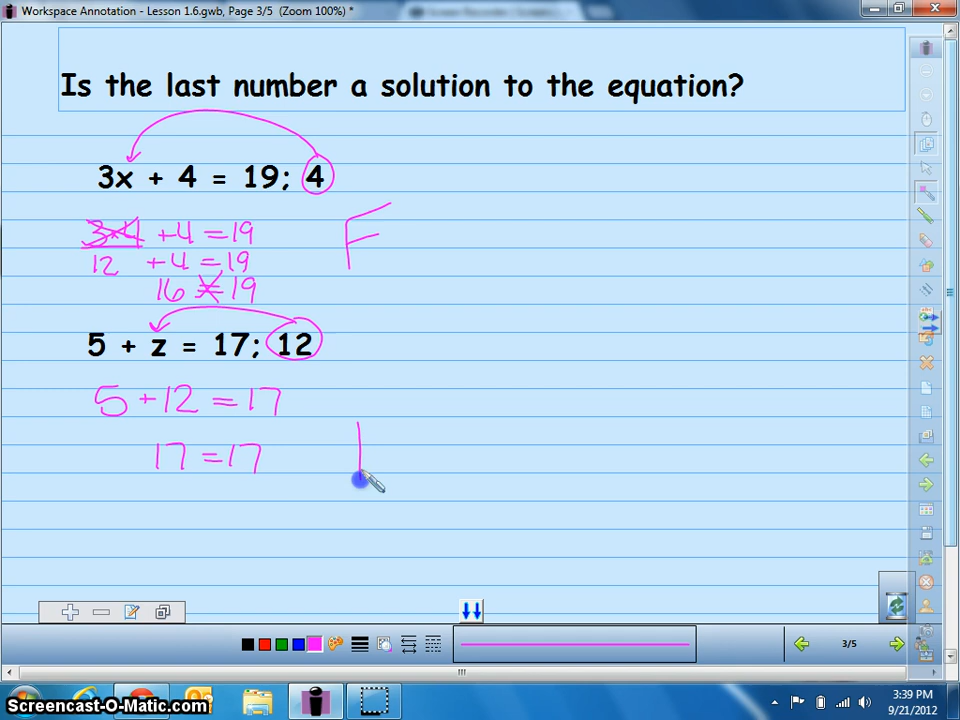 Workspace Annotation - Lesson 1.6.gwb, Page 3/5 (Zoom 100%) *
Is the last number a solution to the equation?
3x + 4 = 19; 4
3×4 +4 = 19
F
12 +4 = 19
16 = 19
5 + z = 17; 12
5 + 12 = 17
17 = 17
3/5
3:39 PM
9/21/2012
Screencast-O-Matic.com